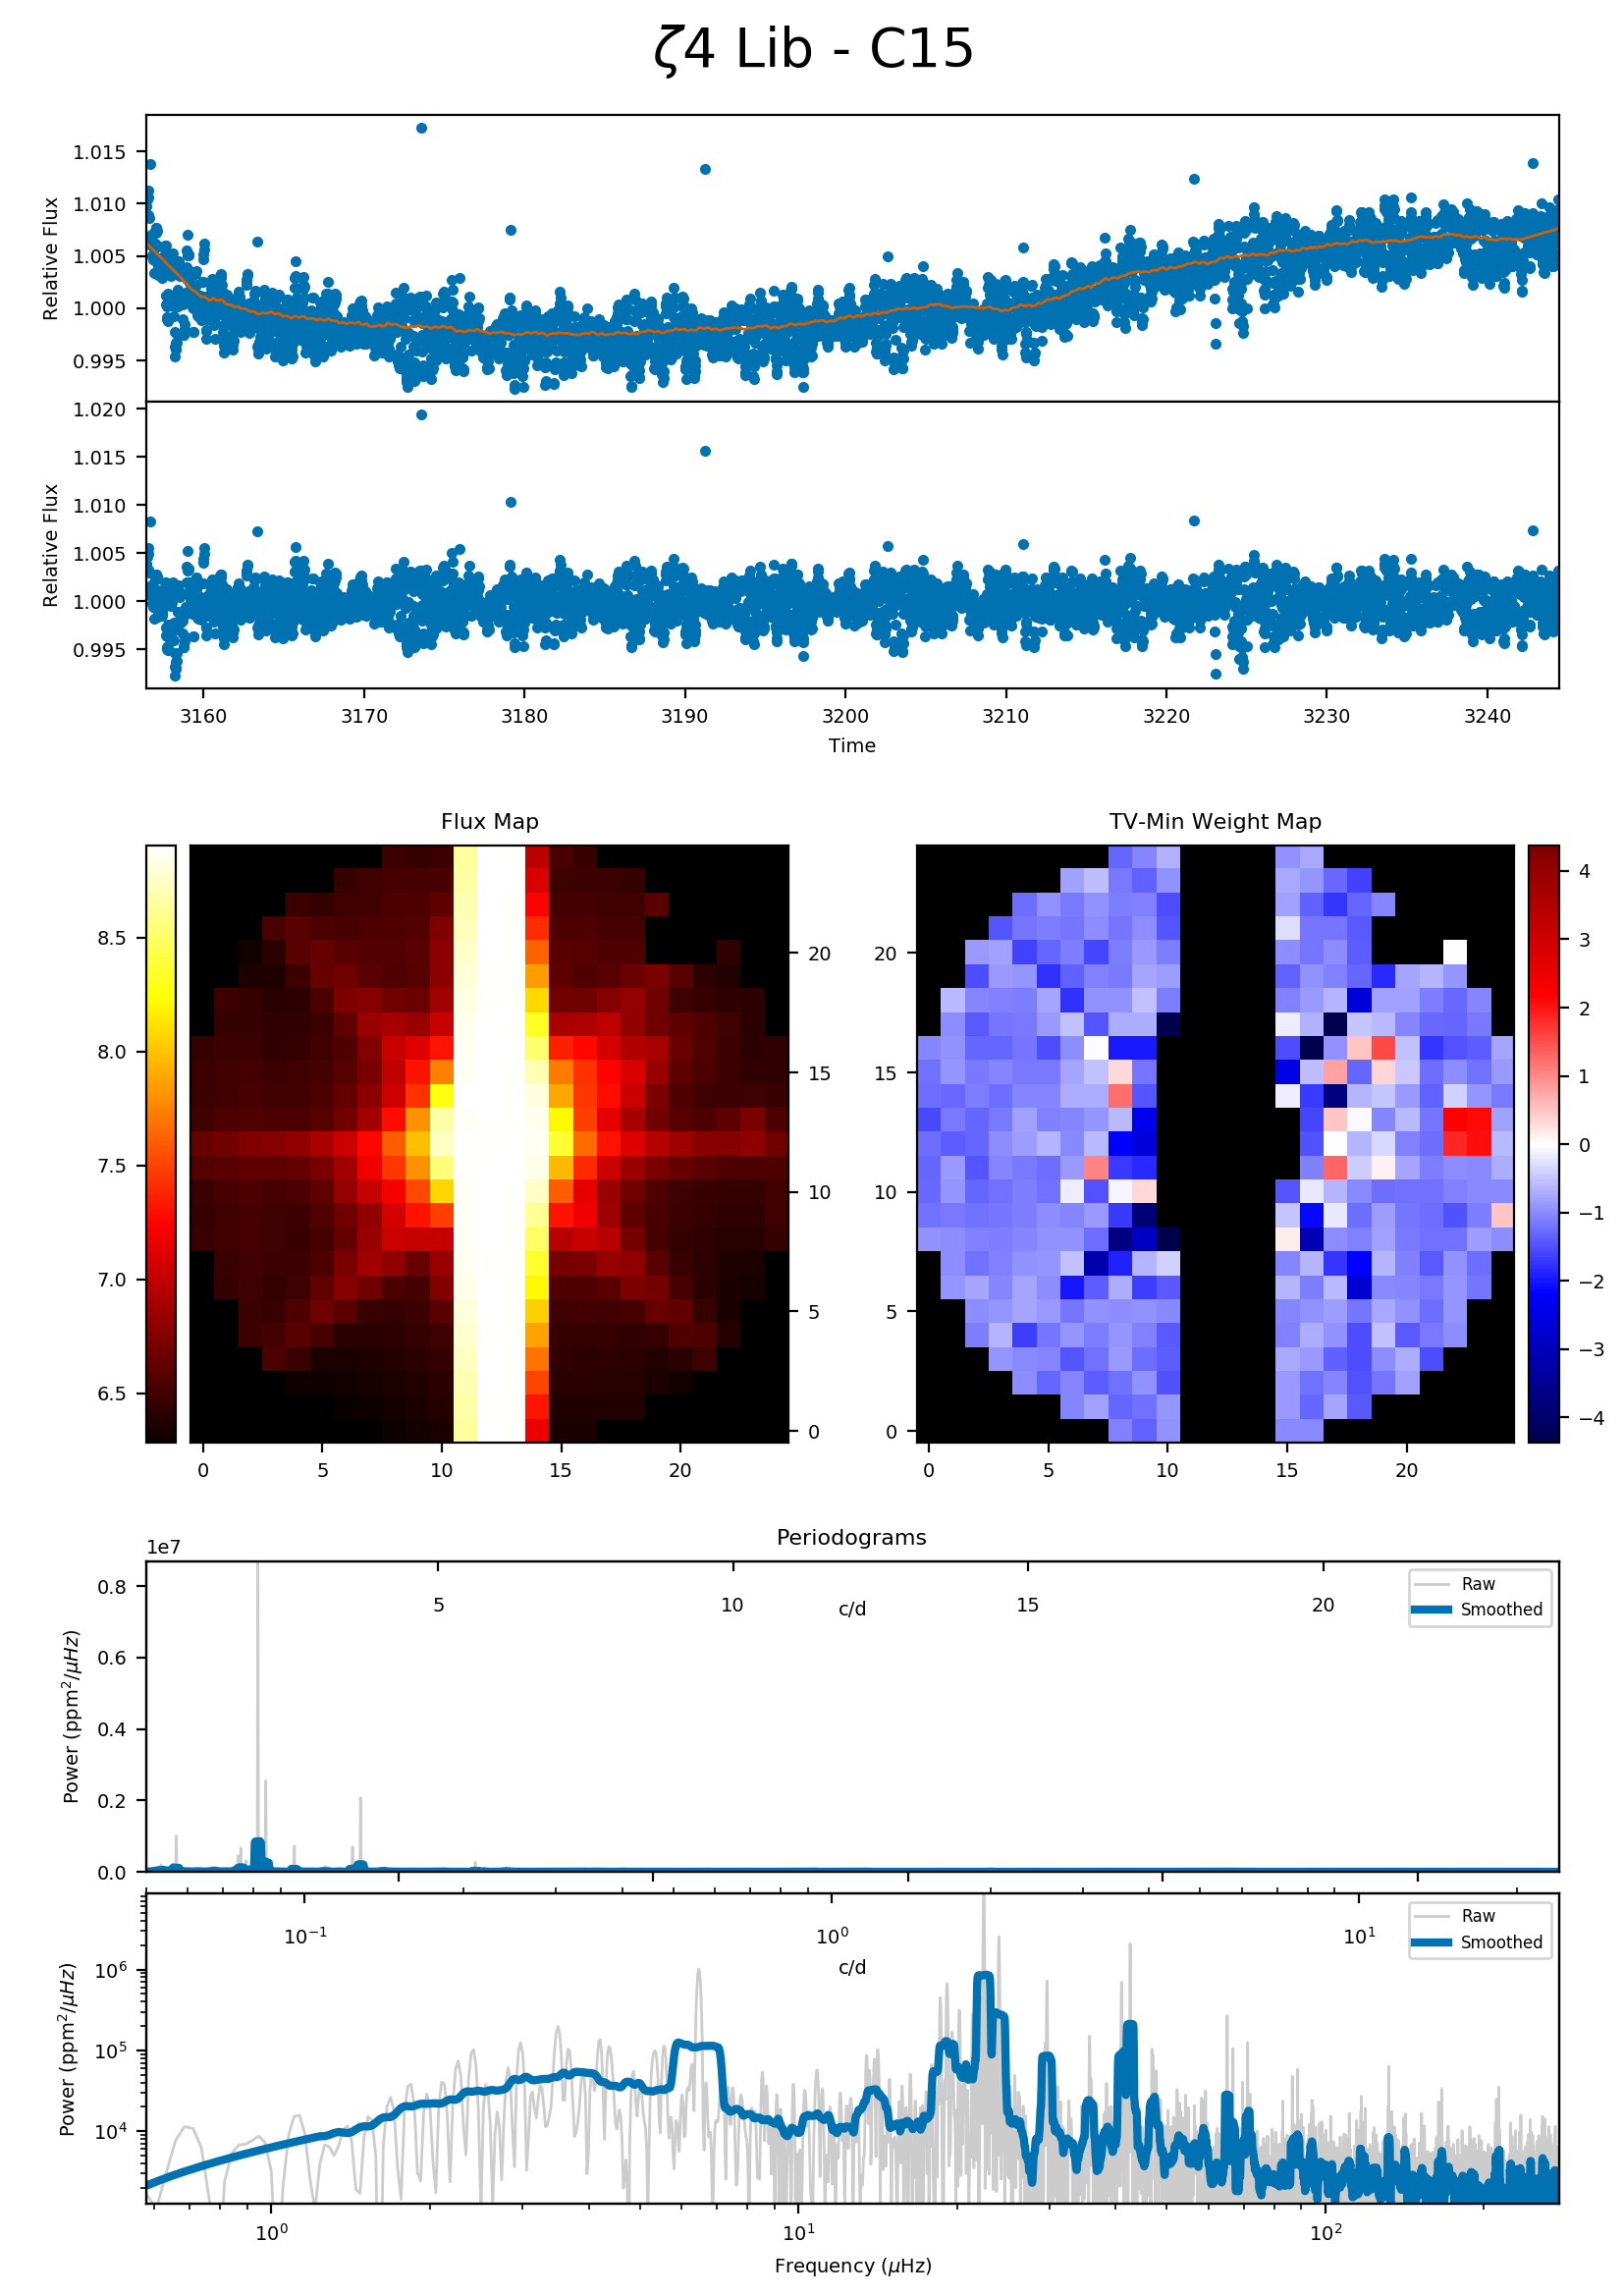 ζ4 Lib - C15
Relative Flux
1.015
1.010
1.005
1.000
0.995
Relative Flux
1.020
1.015
1.010
1.005
1.000
0.995
3160 3170 3180 3190 3200 3210 3220 3230 3240
Time
Flux Map
8.5
8.0
7.5
7.0
6.5
20
15
10
5
0
0 5 10 15 20
TV-Min Weight Map
20
15
10
5
0
0 5 10 15 20
4
3
2
1
0
−1
−2
−3
−4
Periodograms
1e7
Power (ppm²/μHz)
0.8
0.6
0.4
0.2
0.0
5 10 15 20
c/d
Raw
Smoothed
Power (ppm²/μHz)
10⁶
10⁵
10⁴
10⁻¹ 10⁰ 10¹
c/d
Raw
Smoothed
10⁰ 10¹ 10²
Frequency (μHz)